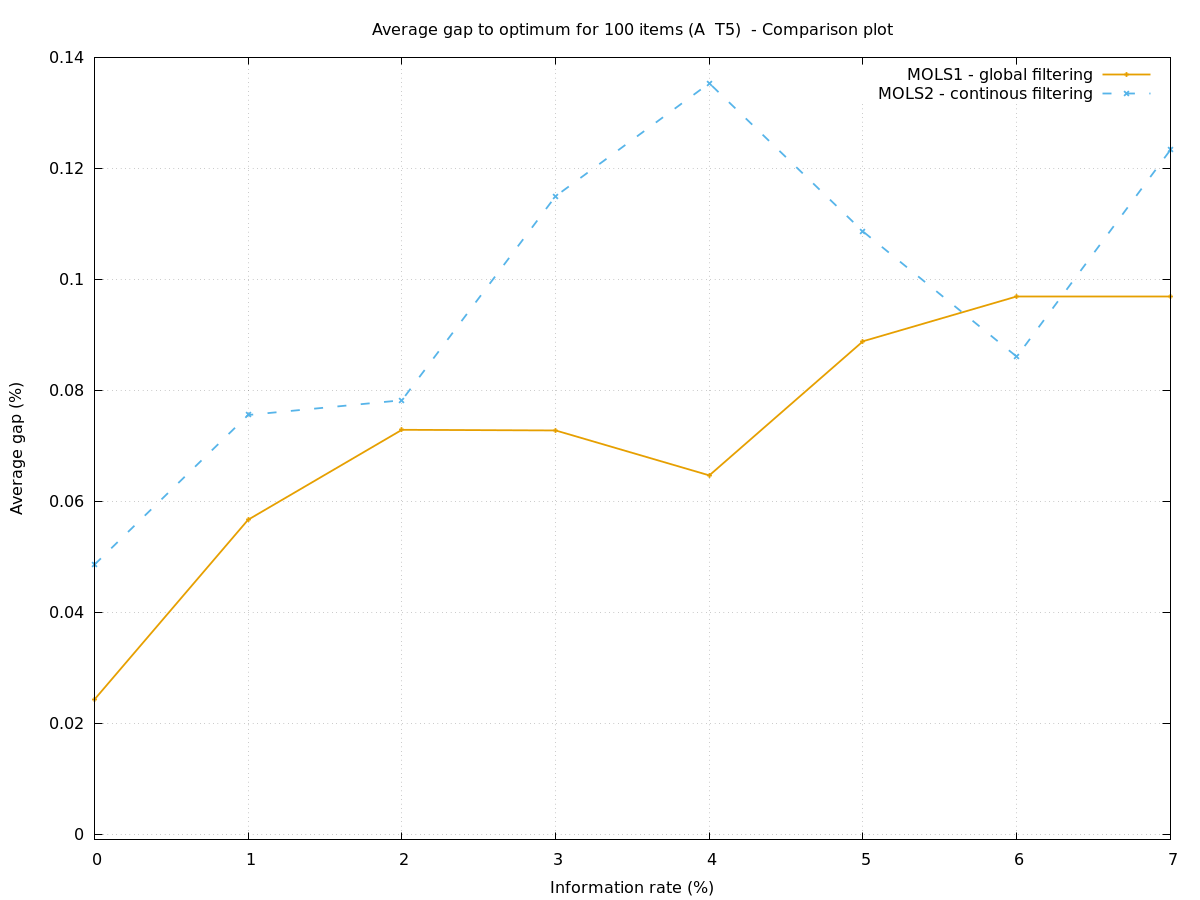 Average gap to optimum for 100 items (A  T5)  - Comparison plot
MOLS1 - global filtering
MOLS2 - continous filtering
0.14
0.12
0.1
0.08
0.06
0.04
0.02
0
Average gap (%)
0 1 2 3 4 5 6 7
Information rate (%)